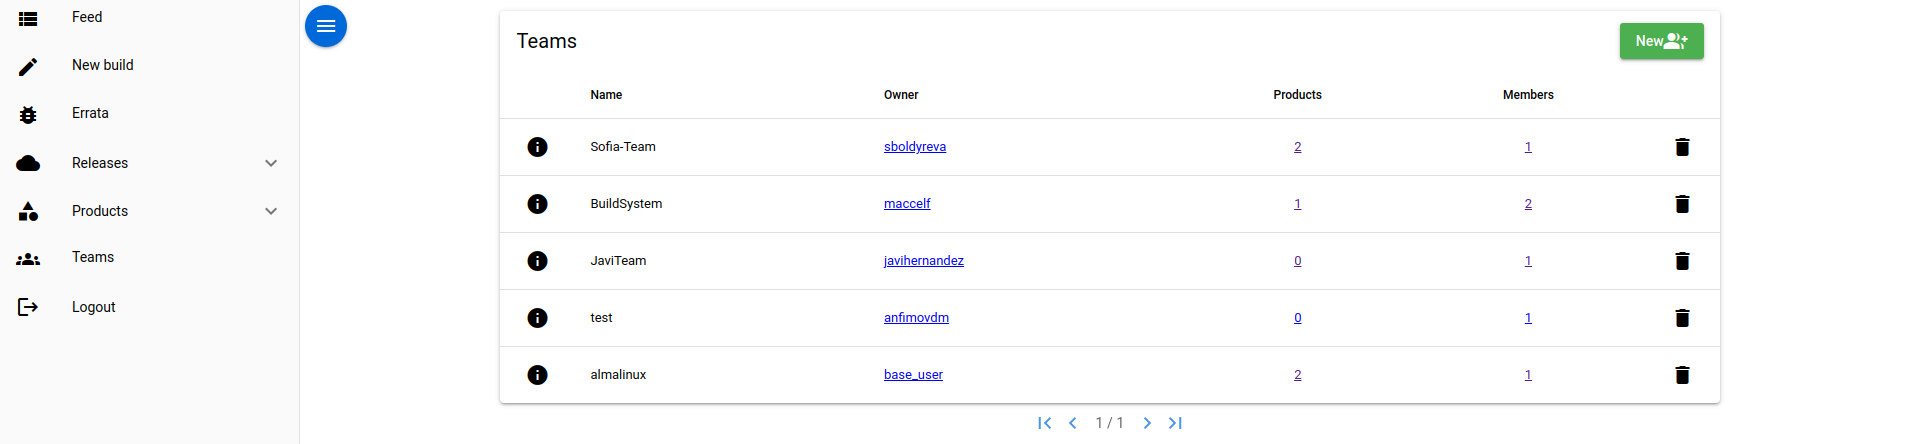 Feed
New build
Errata
Releases
Products
Teams
Logout
Teams
New
Name Owner Products Members
Sofia-Team sboldyreva 2 1
BuildSystem maccelf 1 2
JaviTeam javihernandez 0 1
test anfimovdm 0 1
almalinux base_user 2 1
1 / 1